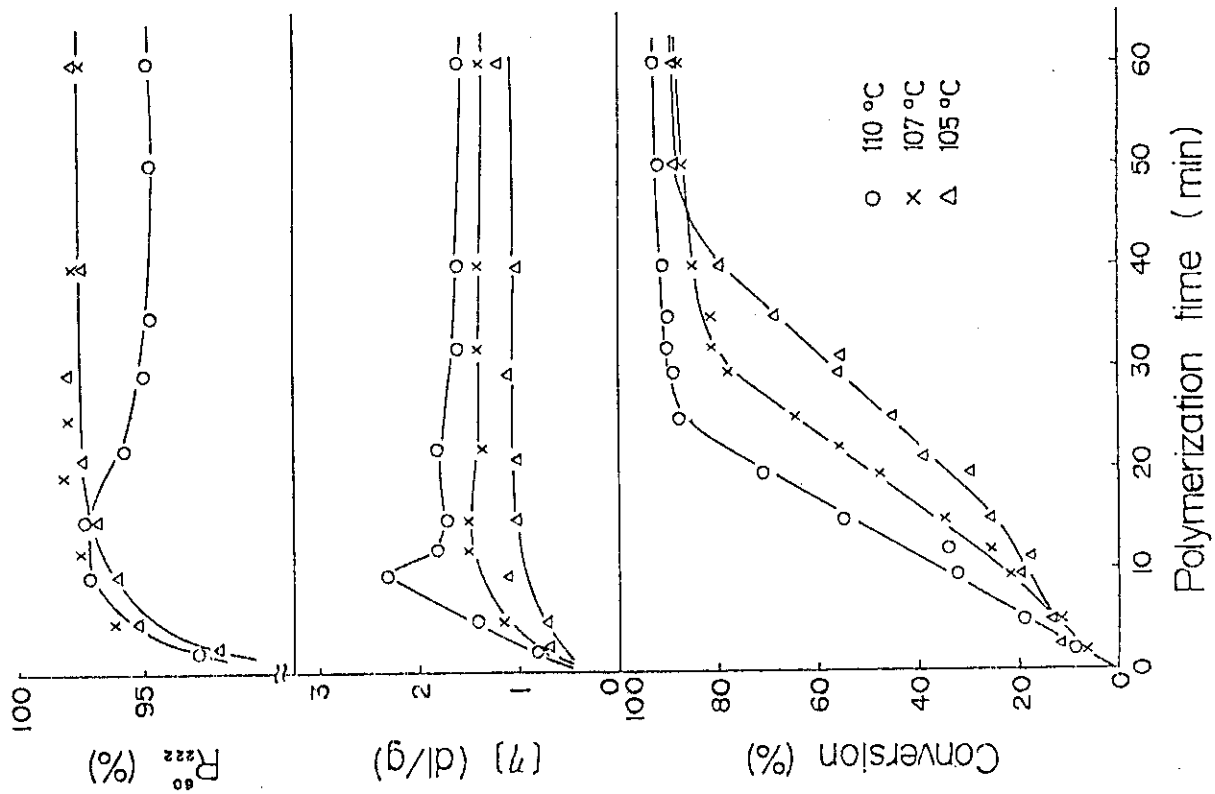 R⁶⁰₂₂₂
(%)
100
95
[η] (dl/g)
3
2
1
0
Conversion (%)
100
80
60
40
20
0
○ 110 °C
× 107 °C
△ 105 °C
0 10 20 30 40 50 60
Polymerization time (min)